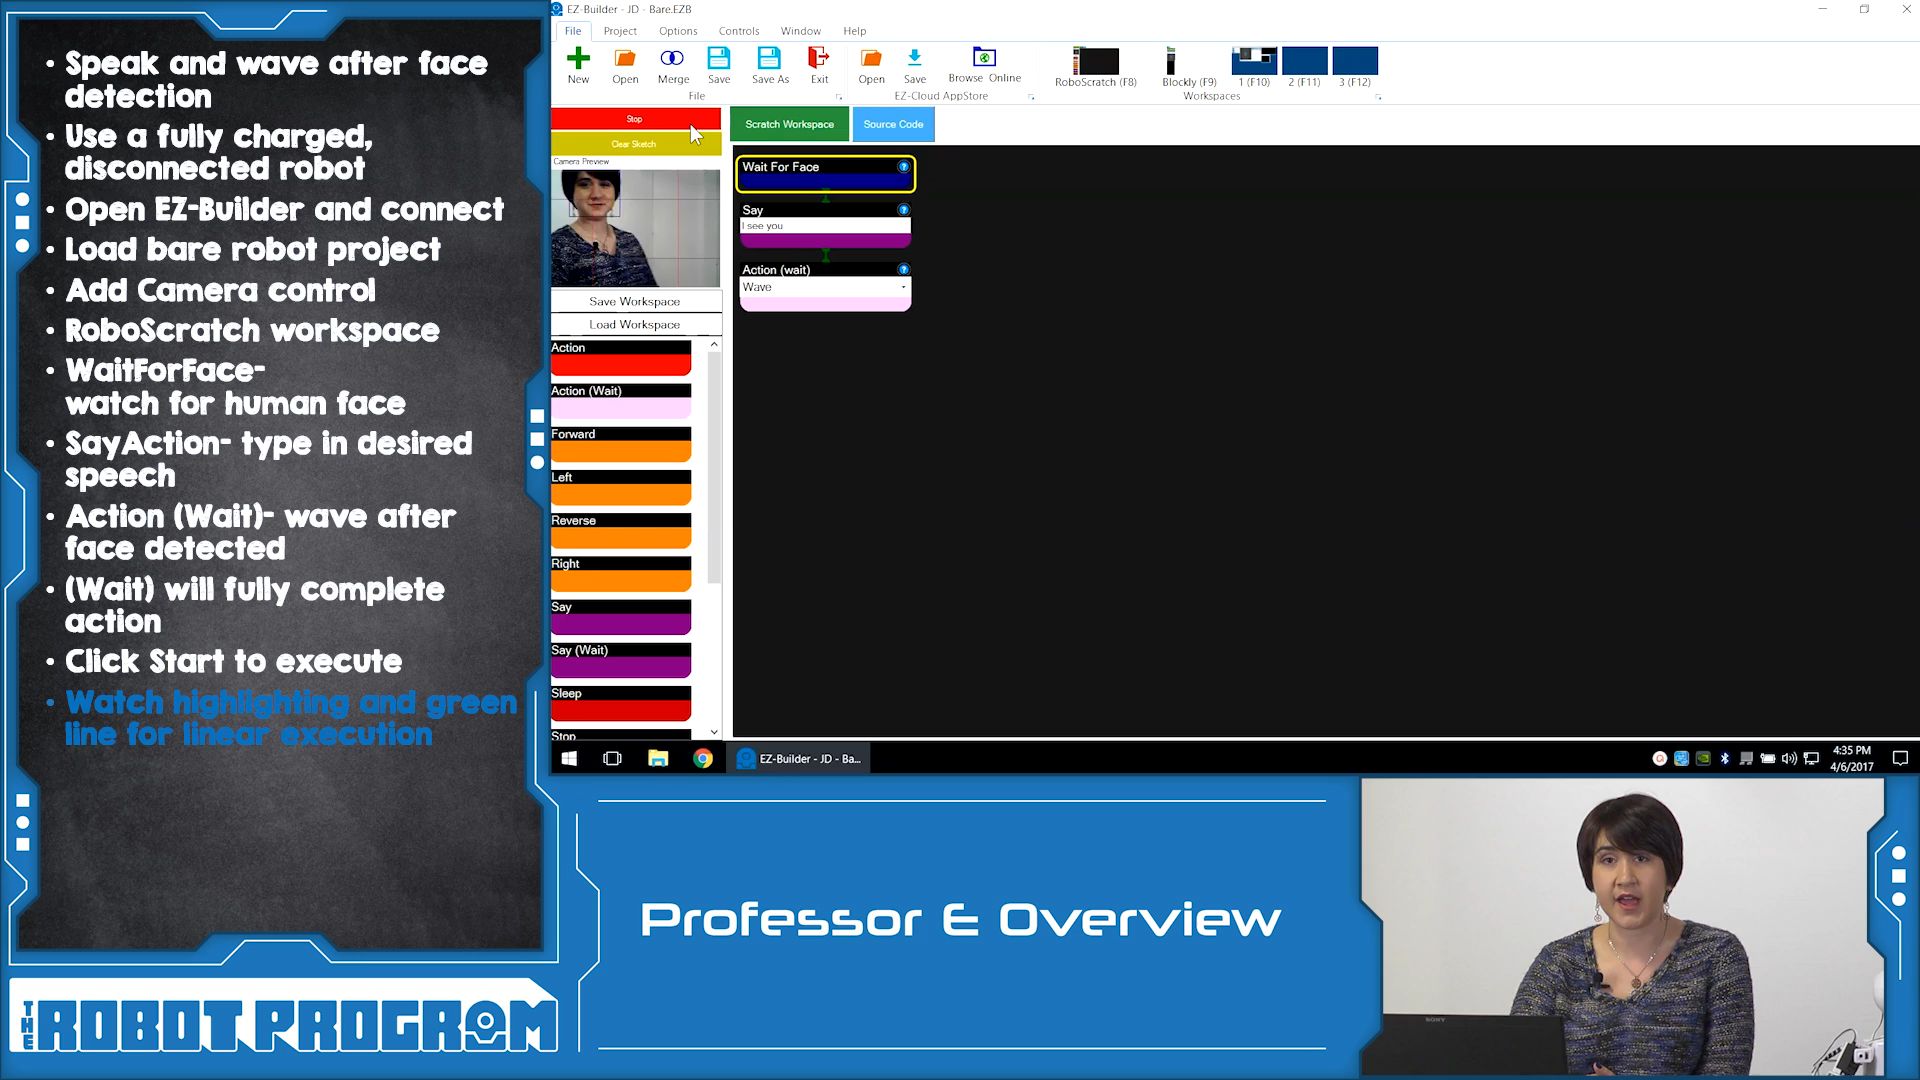 • Speak and wave after face
detection
• Use a fully charged,
disconnected robot
• Open EZ-Builder and connect
• Load bare robot project
• Add Camera control
• RoboScratch workspace
• WaitForFace-
watch for human face
• SayAction- type in desired
speech
• Action (Wait)- wave after
face detected
• (Wait) will fully complete
action
• Click Start to execute
• Watch highlighting and green
line for linear execution
THE ROBOT PROGRAM
EZ-Builder - JD - Bare.EZB
File Project Options Controls Window Help
New Open Merge Save Save As Exit Open Save Browse Online RoboScratch (F8) Blockly (F9) 1 (F10) 2 (F11) 3 (F12)
File EZ-Cloud AppStore Workspaces
Stop
Clear Sketch
Camera Preview
Save Workspace
Load Workspace
Action
Action (Wait)
Forward
Left
Reverse
Right
Say
Say (Wait)
Sleep
Stop
Scratch Workspace Source Code
Wait For Face
Say
I see you
Action (wait)
Wave
EZ-Builder - JD - Ba...
4:35 PM
4/6/2017
Professor E Overview
SONY